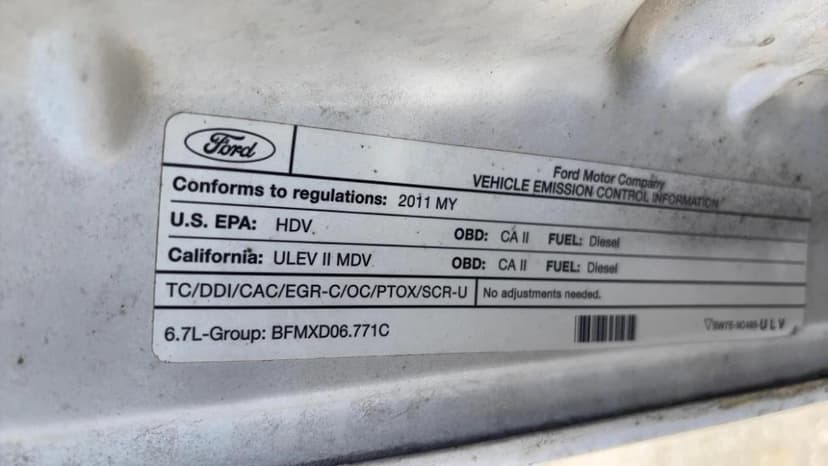 Ford
Ford Motor Company
VEHICLE EMISSION CONTROL INFORMATION
Conforms to regulations: 2011 MY
U.S. EPA: HDV OBD: CA II FUEL: Diesel
California: ULEV II MDV OBD: CA II FUEL: Diesel
TC/DDI/CAC/EGR-C/OC/PTOX/SCR-U No adjustments needed.
6.7L-Group: BFMXD06.771C ULV